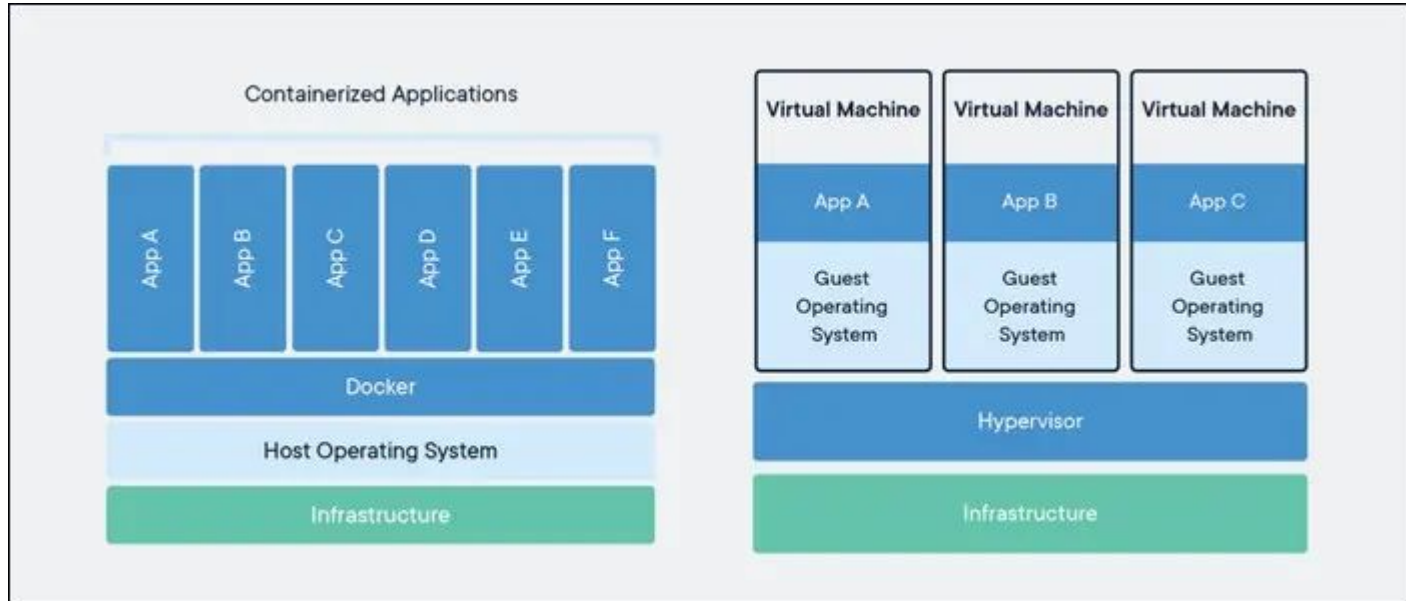 Containerized Applications
App A
App B
App C
App D
App E
App F
Docker
Host Operating System
Infrastructure
Virtual Machine
App A
Guest
Operating
System
Virtual Machine
App B
Guest
Operating
System
Virtual Machine
App C
Guest
Operating
System
Hypervisor
Infrastructure